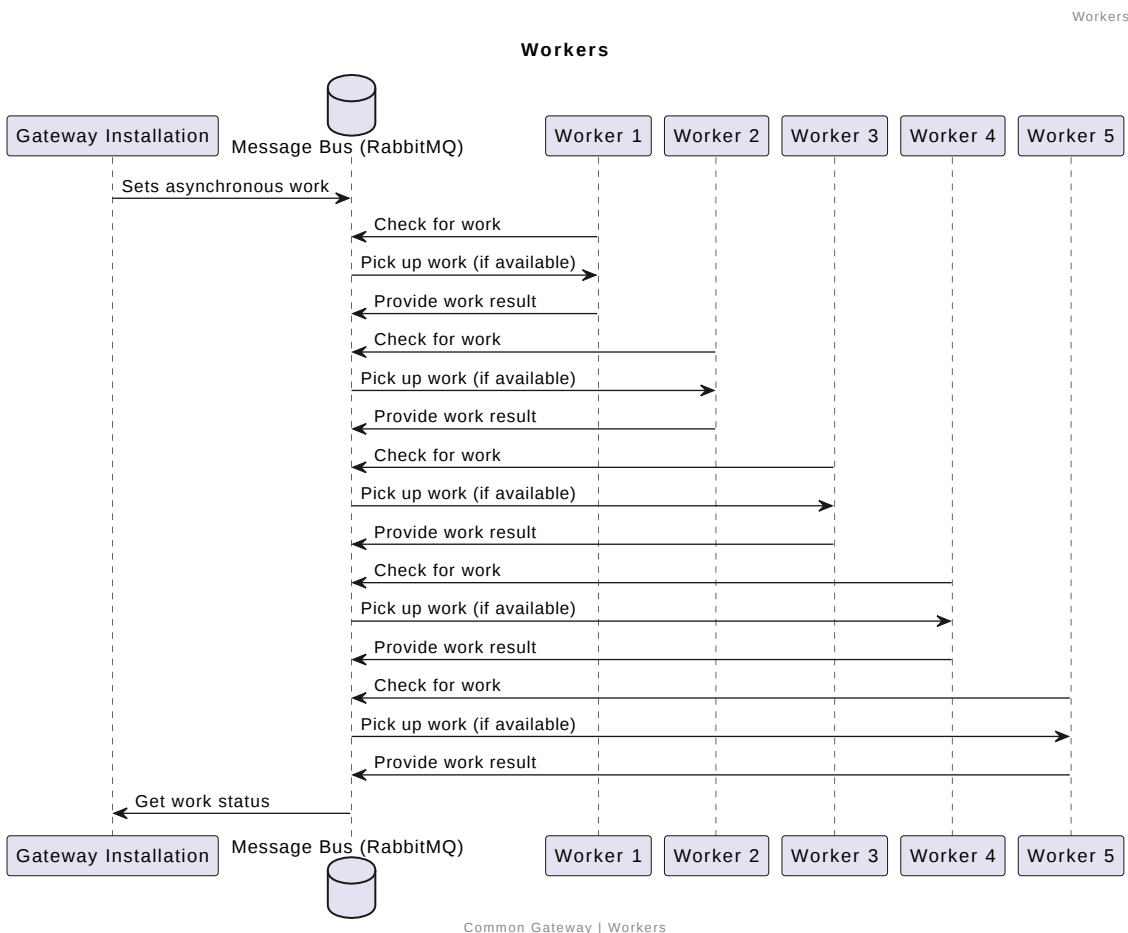 Workers
Workers
Gateway Installation
Message Bus (RabbitMQ)
Worker 1
Worker 2
Worker 3
Worker 4
Worker 5
Sets asynchronous work
Check for work
Pick up work (if available)
Provide work result
Check for work
Pick up work (if available)
Provide work result
Check for work
Pick up work (if available)
Provide work result
Check for work
Pick up work (if available)
Provide work result
Check for work
Pick up work (if available)
Provide work result
Get work status
Gateway Installation
Message Bus (RabbitMQ)
Worker 1
Worker 2
Worker 3
Worker 4
Worker 5
Common Gateway | Workers